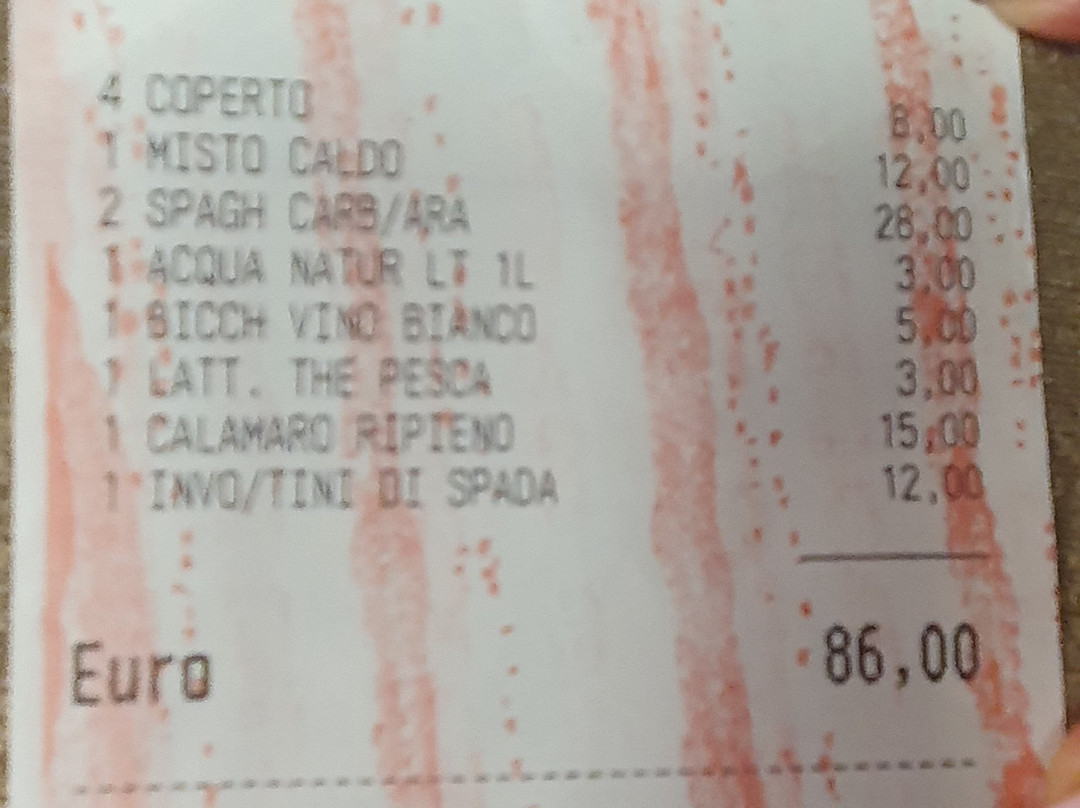 4 COPERTO 8,00
1 MISTO CALDO 12,00
2 SPAGH CARB/ARA 28,00
1 ACQUA NATUR LT 1L 3,00
1 BICCH VINO BIANCO 5,00
1 LATT. THE PESCA 3,00
1 CALAMARO RIPIENO 15,00
1 INVO/TINI DI SPADA 12,00
Euro 86,00